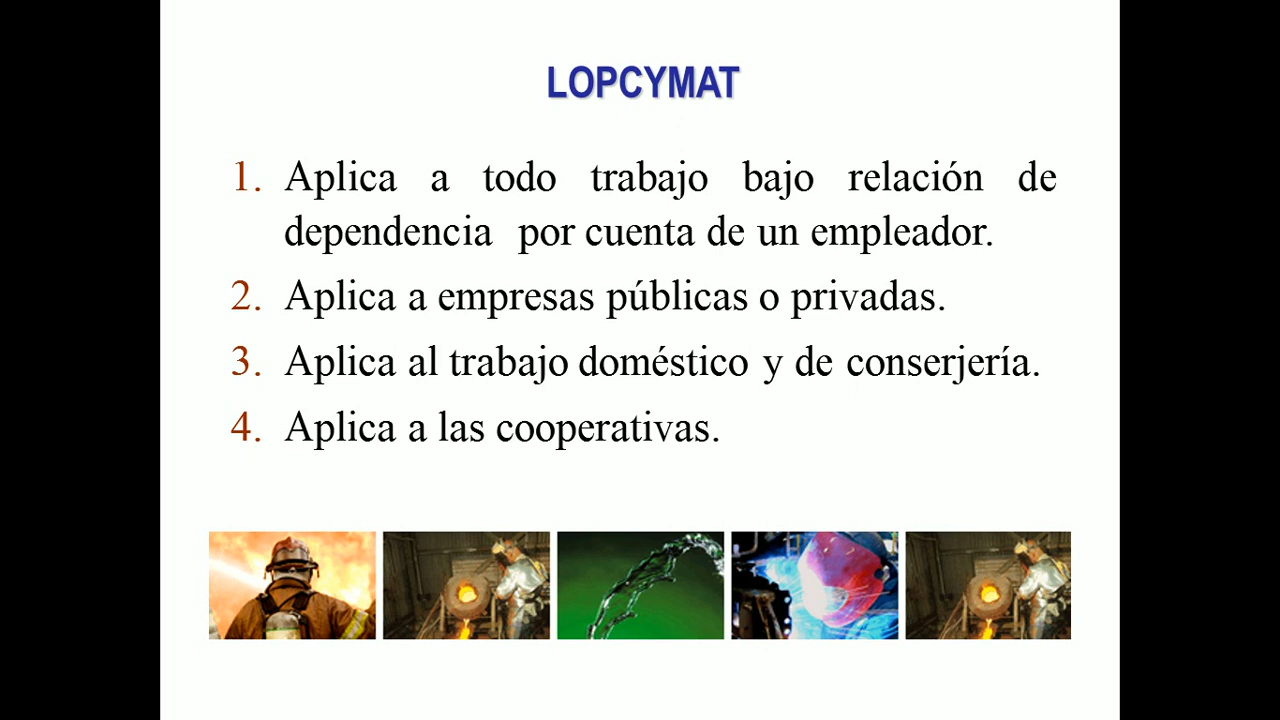 LOPCYMAT
1. Aplica a todo trabajo bajo relación de
dependencia por cuenta de un empleador.
2. Aplica a empresas públicas o privadas.
3. Aplica al trabajo doméstico y de conserjería.
4. Aplica a las cooperativas.